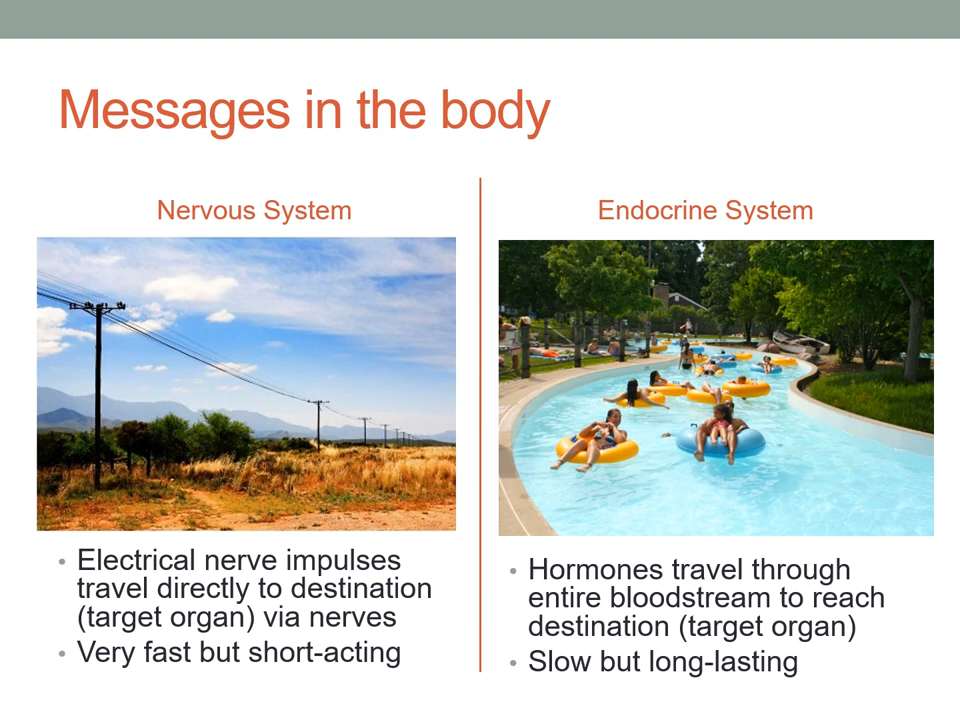 Messages in the body
Nervous System
• Electrical nerve impulses
travel directly to destination
(target organ) via nerves
• Very fast but short-acting
Endocrine System
• Hormones travel through
entire bloodstream to reach
destination (target organ)
• Slow but long-lasting